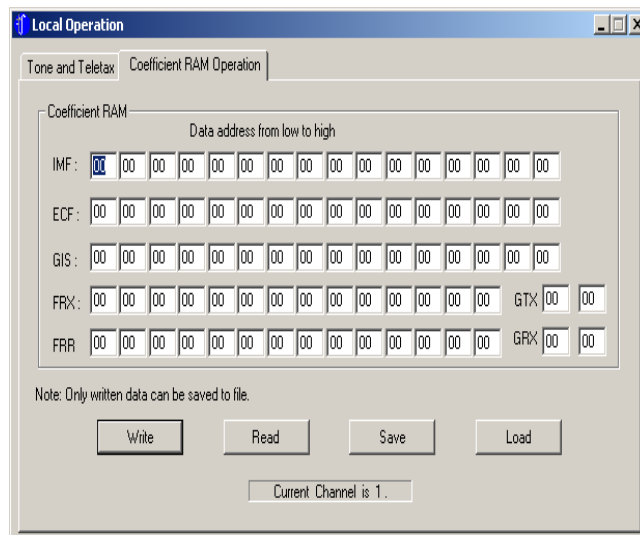 Local Operation
Tone and Teletax Coefficient RAM Operation
Coefficient RAM
Data address from low to high
IMF : 00 00 00 00 00 00 00 00 00 00 00 00 00 00 00 00
ECF : 00 00 00 00 00 00 00 00 00 00 00 00 00 00 00 00
GIS : 00 00 00 00 00 00 00 00 00 00 00 00 00 00 00 00
FRX : 00 00 00 00 00 00 00 00 00 00 00 00 00 00 GTX 00 00
FRR 00 00 00 00 00 00 00 00 00 00 00 00 00 00 GRX 00 00
Note: Only written data can be saved to file.
Write Read Save Load
Current Channel is 1 .